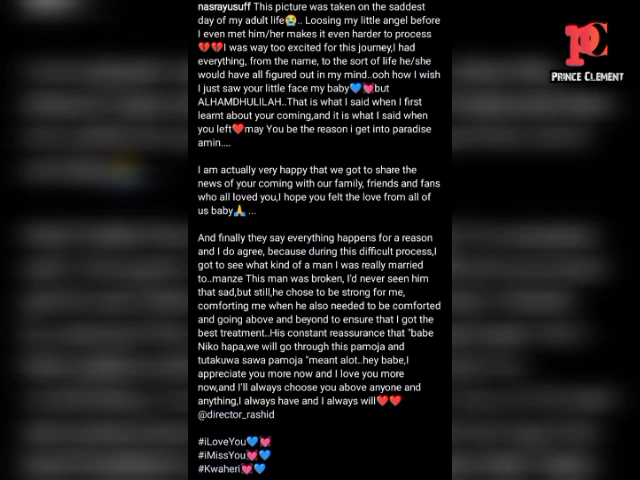 nasrayusuff This picture was taken on the saddest
day of my adult life😭.. Loosing my little angel before
I even met him/her makes it even harder to process
💔💔I was way too excited for this journey,I had
everything, from the name, to the sort of life he/she
would have all figured out in my mind..ooh how I wish
I just saw your little face my baby💙💓but
ALHAMDHULILAH..That is what I said when I first
learnt about your coming,and it is what I said when
you left❤️may You be the reason i get into paradise
amin....
I am actually very happy that we got to share the
news of your coming with our family, friends and fans
who all loved you,I hope you felt the love from all of
us baby🙏 ...
And finally they say everything happens for a reason
and I do agree, because during this difficult process,I
got to see what kind of a man I was really married
to..manze This man was broken, I'd never seen him
that sad,but still,he chose to be strong for me,
comforting me when he also needed to be comforted
and going above and beyond to ensure that I got the
best treatment..His constant reassurance that "babe
Niko hapa,we will go through this pamoja and
tutakuwa sawa pamoja "meant alot..hey babe,I
appreciate you more now and I love you more
now,and I'll always choose you above anyone and
anything,I always have and I always will❤️❤️
@director_rashid
#iLoveYou💙💓
#iMissYou💓💙
#Kwaheri💓💙
PC
PRINCE CLEMENT